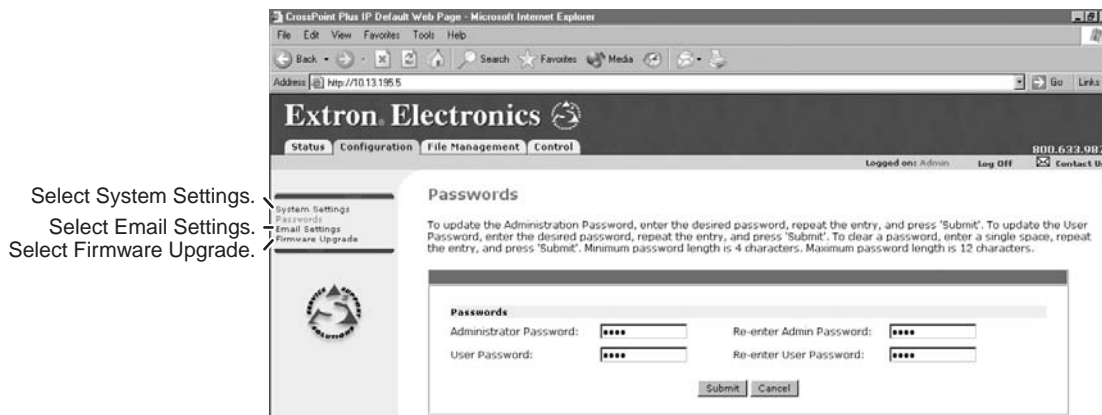 CrossPoint Plus IP Default Web Page - Microsoft Internet Explorer
File Edit View Favorites Tools Help
Back Search Favorites Media
Address http://10.13.195.5 Go Links
Extron Electronics
Status Configuration File Management Control
800.633.987
Logged on: Admin Log Off Contact U
Select System Settings.
Select Email Settings.
Select Firmware Upgrade.
System Settings
Passwords
Email Settings
Firmware Upgrade
SERVICE SUPPORT SOLUTIONS
Passwords
To update the Administration Password, enter the desired password, repeat the entry, and press 'Submit'. To update the User
Password, enter the desired password, repeat the entry, and press 'Submit'. To clear a password, enter a single space, repeat
the entry, and press 'Submit'. Minimum password length is 4 characters. Maximum password length is 12 characters.
Passwords
Administrator Password: •••• Re-enter Admin Password: ••••
User Password: •••• Re-enter User Password: ••••
Submit Cancel